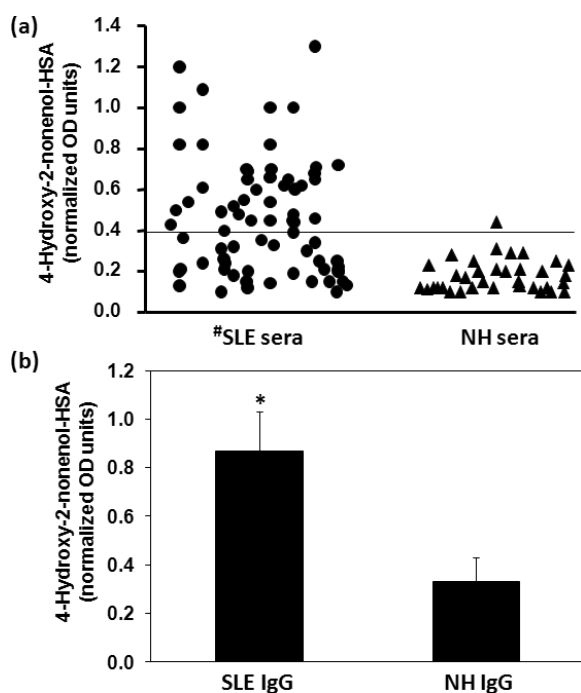 (a)
4-Hydroxy-2-nonenol-HSA
(normalized OD units)
1.4
1.2
1.0
0.8
0.6
0.4
0.2
0.0
#SLE sera NH sera
(b)
4-Hydroxy-2-nonenol-HSA
(normalized OD units)
1.2
1.0
0.8
0.6
0.4
0.2
0.0
*
SLE IgG NH IgG